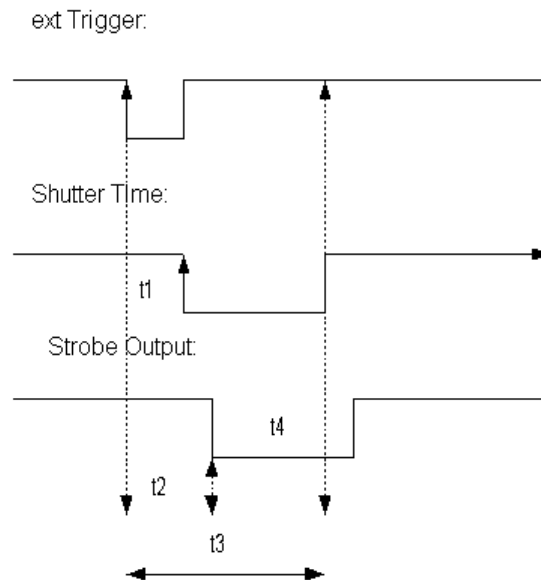 ext Trigger:
Shutter Time:
t1
Strobe Output:
t4
t2
t3